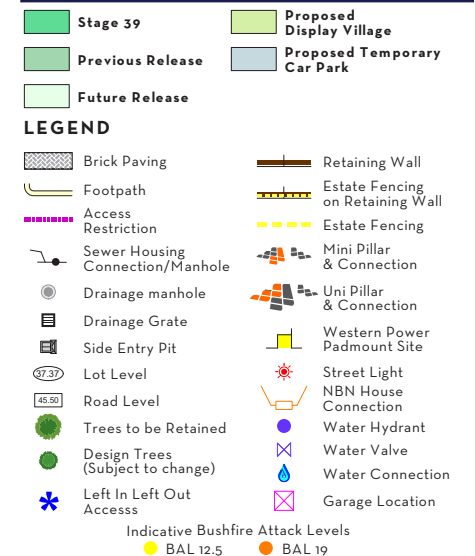 Stage 39
Proposed
Display Village
Previous Release
Proposed Temporary
Car Park
Future Release
LEGEND
Brick Paving
Footpath
Access
Restriction
Sewer Housing
Connection/Manhole
Drainage manhole
Drainage Grate
Side Entry Pit
37.37
Lot Level
45.50
Road Level
Trees to be Retained
Design Trees
(Subject to change)
Left In Left Out
Accesss
Retaining Wall
Estate Fencing
on Retaining Wall
Estate Fencing
Mini Pillar
& Connection
Uni Pillar
& Connection
Western Power
Padmount Site
Street Light
NBN House
Connection
Water Hydrant
Water Valve
Water Connection
Garage Location
Indicative Bushfire Attack Levels
BAL 12.5
BAL 19